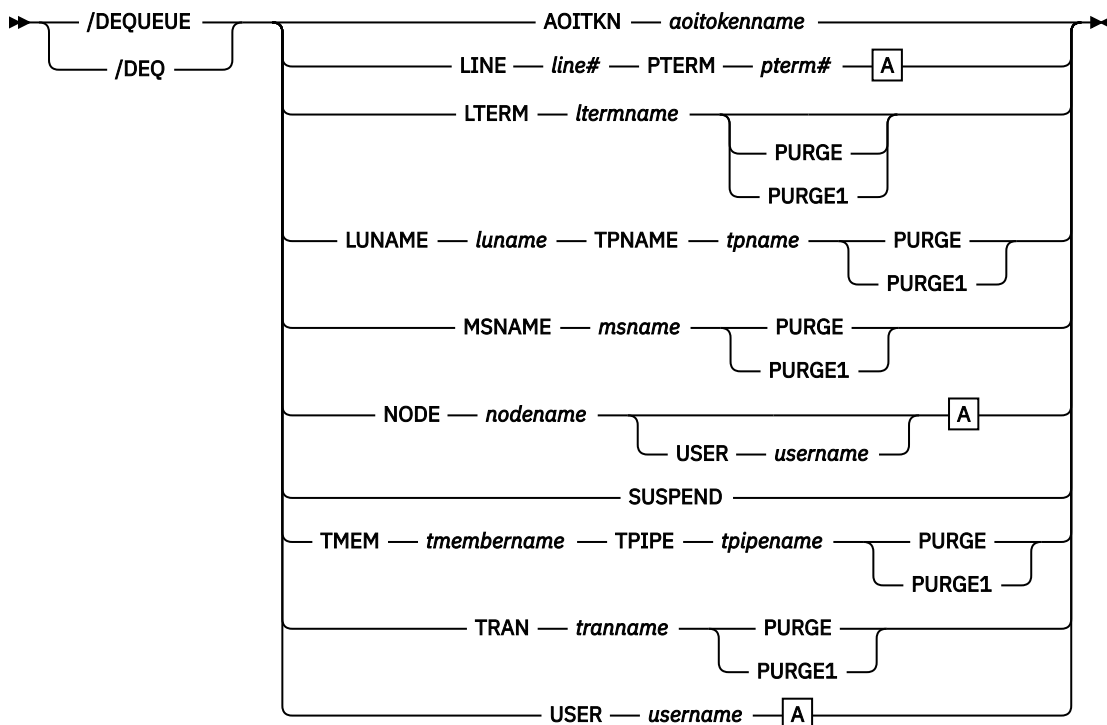 /DEQUEUE AOITKN aoitokenname
/DEQ
LINE line# PTERM pterm# A
LTERM ltermname
PURGE
PURGE1
LUNAME luname TPNAME tpname PURGE
PURGE1
MSNAME msname PURGE
PURGE1
NODE nodename A
USER username
SUSPEND
TMEM tmembername TPIPE tpipename PURGE
PURGE1
TRAN tranname PURGE
PURGE1
USER username A